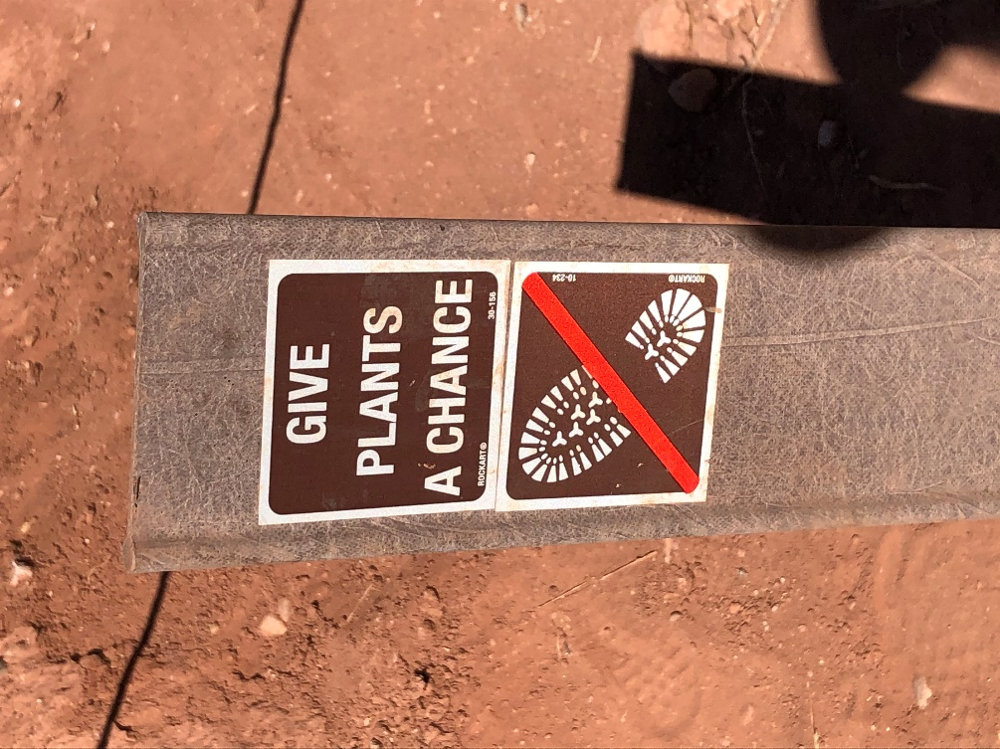 GIVE
PLANTS
A CHANCE
ROCKART® 30-156
10-234 ROCKART®